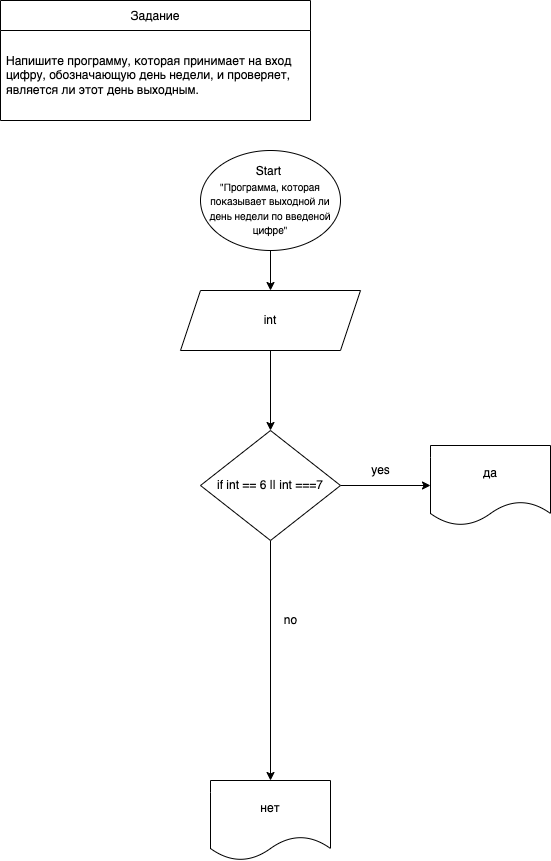 Задание
Напишите программу, которая принимает на вход
цифру, обозначающую день недели, и проверяет,
является ли этот день выходным.
Start
"Программа, которая
показывает выходной ли
день недели по введеной
цифре"
int
if int == 6 || int ===7
yes
да
no
нет